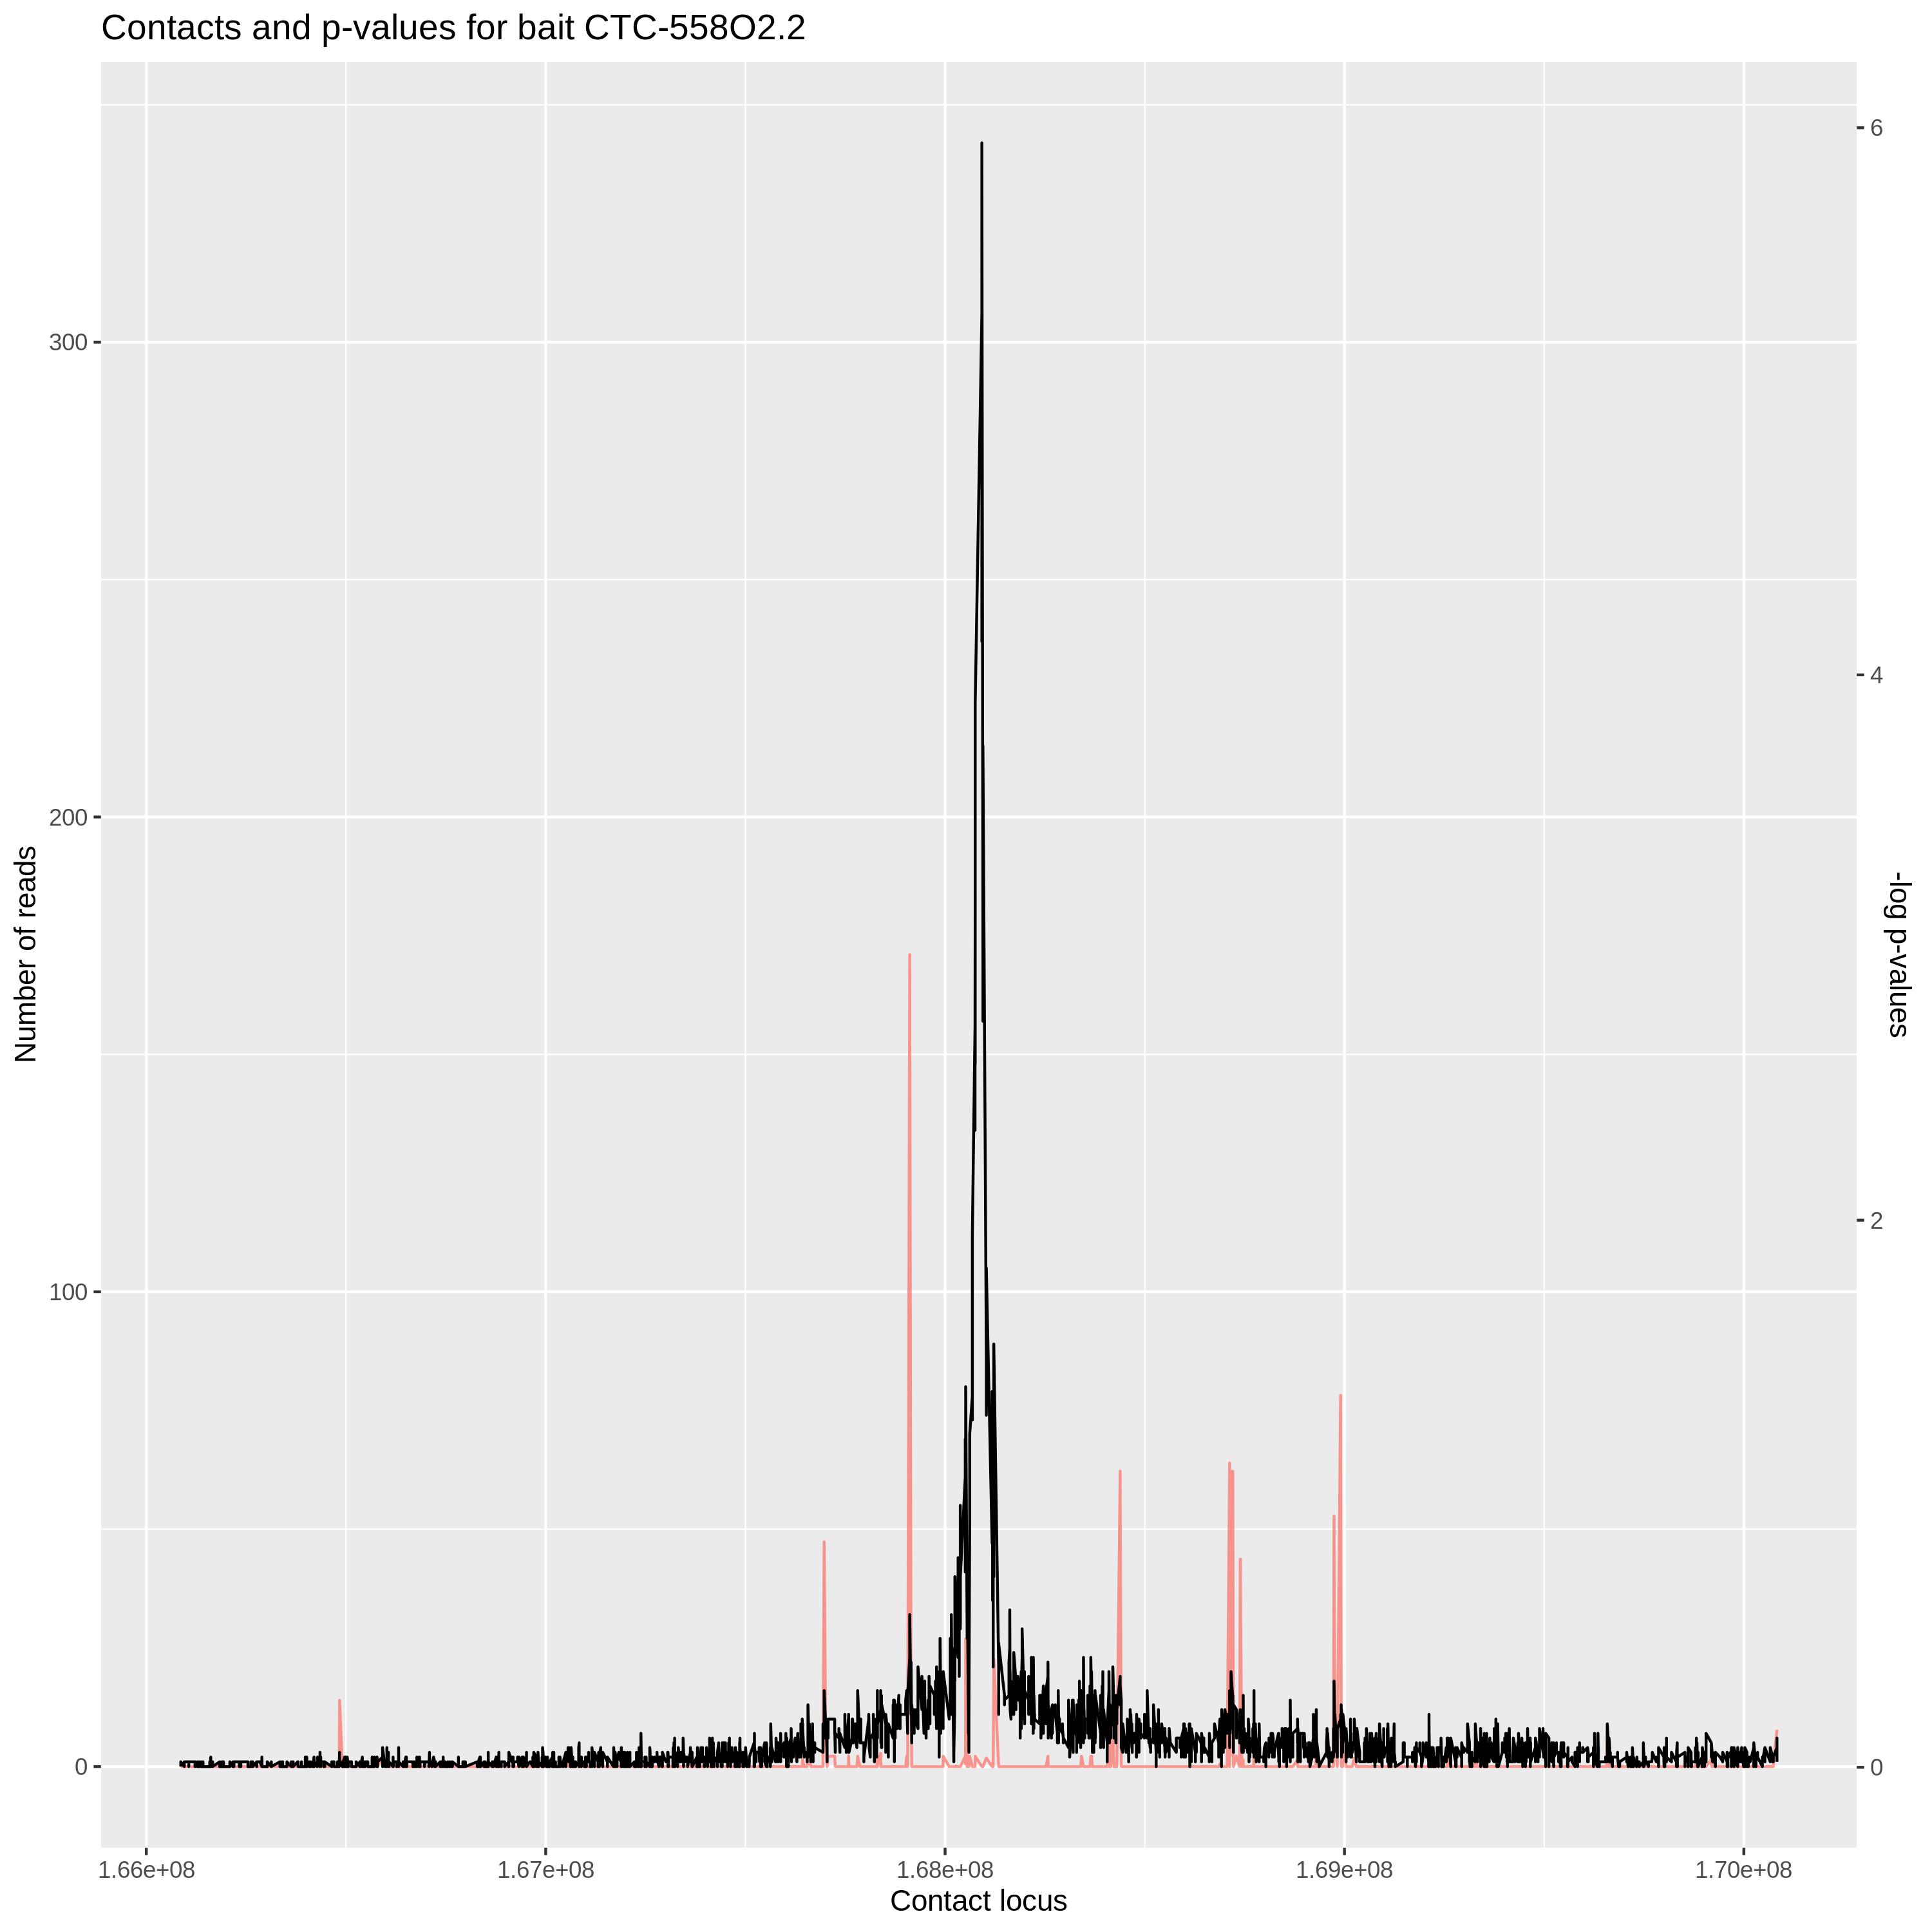 Contacts and p-values for bait CTC-558O2.2
Number of reads
300
200
100
0
6
4
2
0
-log p-values
1.66e+08
1.67e+08
1.68e+08
1.69e+08
1.70e+08
Contact locus